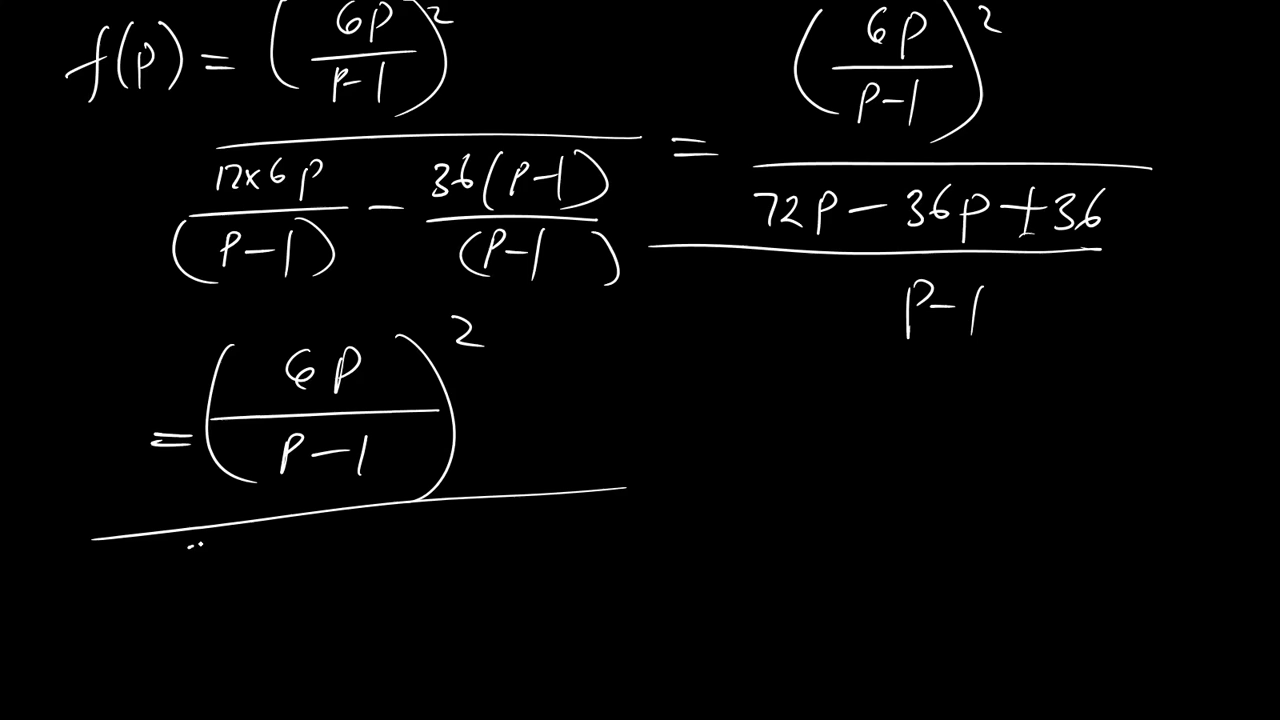 f(p) = (6p/(p-1))² / (12×6p/(p-1) - 36(p-1)/(p-1)) = (6p/(p-1))² / ((72p - 36p + 36)/(p-1))
= (6p/(p-1))²